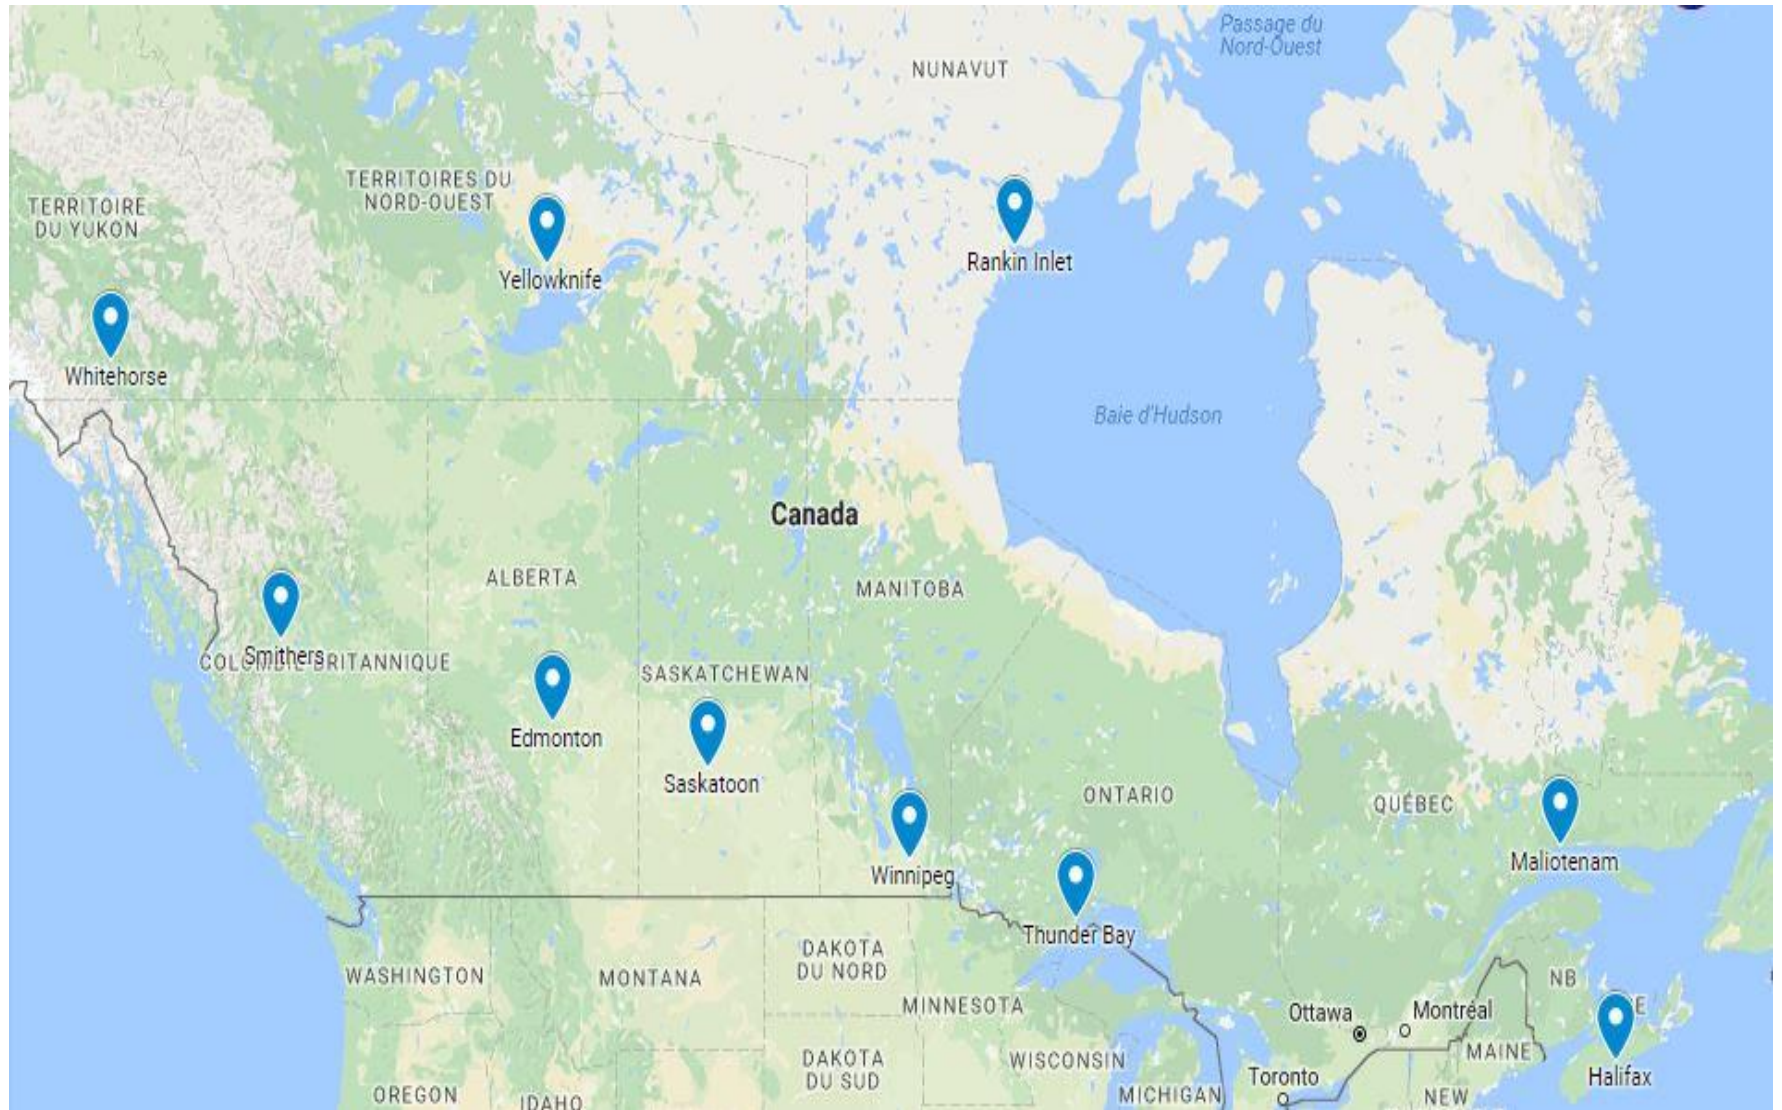 Passage du
Nord-Ouest
NUNAVUT
TERRITOIRES DU
NORD-OUEST
TERRITOIRE
DU YUKON
Yellowknife
Rankin Inlet
Whitehorse
Baie d'Hudson
Canada
ALBERTA
MANITOBA
Smithers
COLOMBIE-BRITANNIQUE
SASKATCHEWAN
Edmonton
Saskatoon
ONTARIO
QUÉBEC
Maliotenam
Winnipeg
Thunder Bay
DAKOTA
DU NORD
WASHINGTON
MONTANA
NB
MINNESOTA
Ottawa
Montréal
WISCONSIN
MAINE
DAKOTA
DU SUD
Toronto
Halifax
OREGON
IDAHO
MICHIGAN
NEW